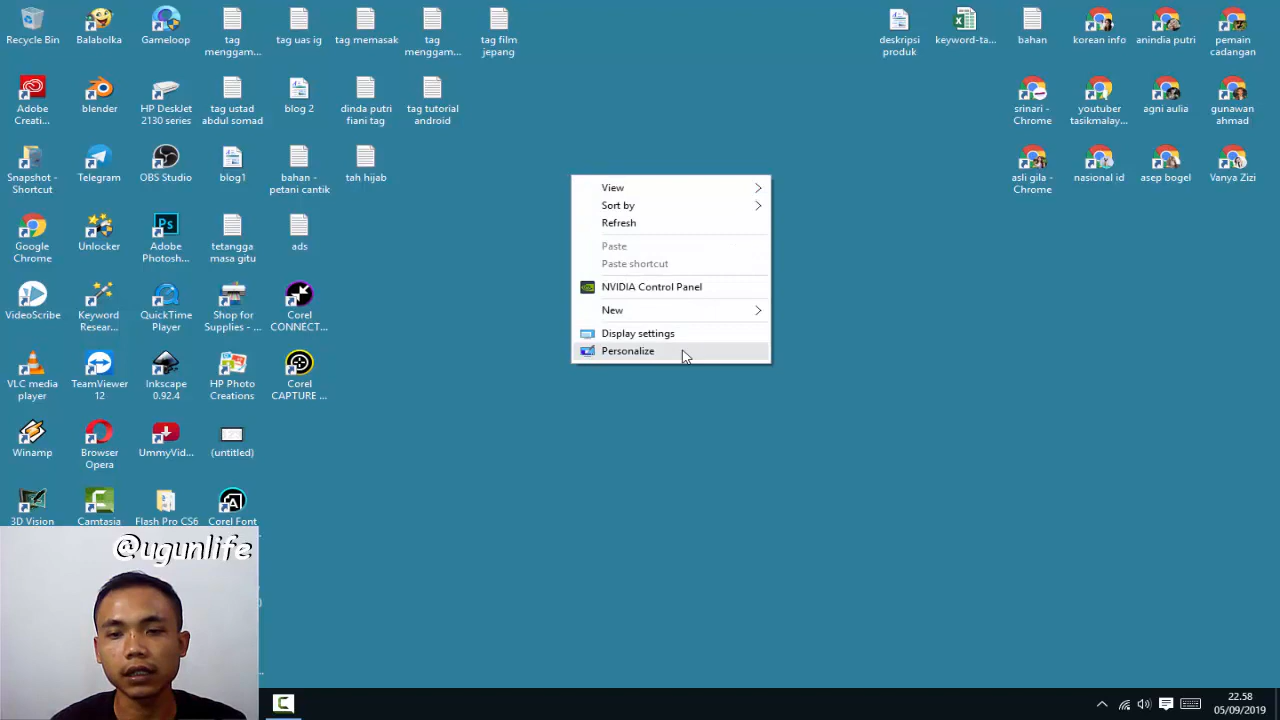 Recycle Bin
Balabolka
Gameloop
tag
menggam...
tag uas ig
tag memasak
tag
menggam...
tag film
jepang
deskripsi
produk
keyword-ta...
bahan
korean info
anindia putri
pemain
cadangan
Adobe
Creati...
blender
HP Deskjet
2130 series
tag ustad
abdul somad
blog 2
dinda putri
fiani tag
tag tutorial
android
srinari -
Chrome
youtuber
tasikmalay...
agni aulia
gunawan
ahmad
Snapshot -
Shortcut
Telegram
OBS Studio
blog1
bahan -
petani cantik
tah hijab
asli gila -
Chrome
nasional id
asep bogel
Vanya Zizi
Google
Chrome
Unlocker
Adobe
Photosh...
tetangga
masa gitu
ads
VideoScribe
Keyword
Resear...
QuickTime
Player
Shop for
Supplies - ...
Corel
CONNECT...
VLC media
player
TeamViewer
12
Inkscape
0.92.4
HP Photo
Creations
Corel
CAPTURE ...
Winamp
Browser
Opera
UmmyVid...
(untitled)
3D Vision
Camtasia
Flash Pro CS6
Corel Font
View
Sort by
Refresh
Paste
Paste shortcut
NVIDIA Control Panel
New
Display settings
Personalize
@ugunlife
22.58
05/09/2019